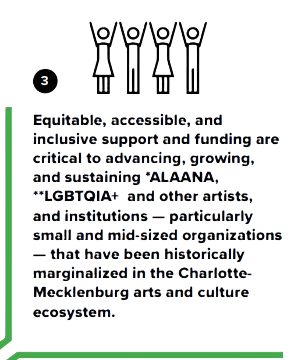 3
Equitable, accessible, and
inclusive support and funding are
critical to advancing, growing,
and sustaining *ALAANA,
**LGBTQIA+ and other artists,
and institutions — particularly
small and mid-sized organizations
— that have been historically
marginalized in the Charlotte-
Mecklenburg arts and culture
ecosystem.